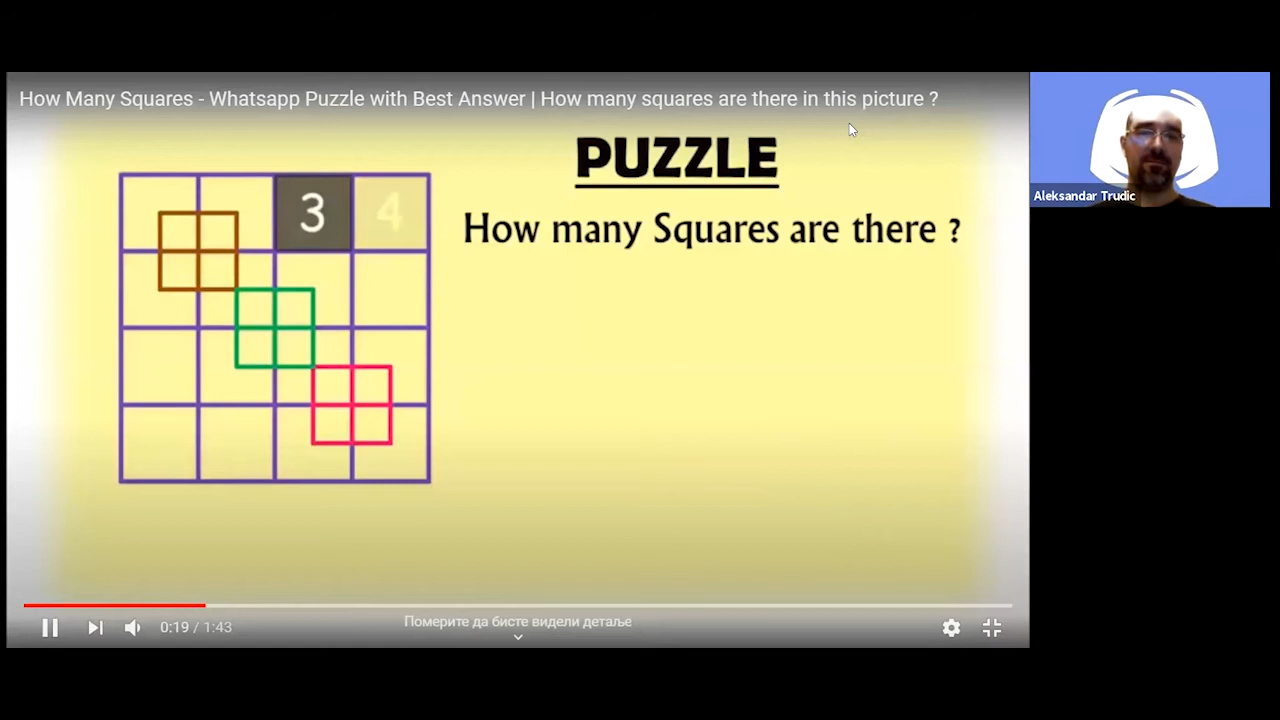 How Many Squares - Whatsapp Puzzle with Best Answer | How many squares are there in this picture ?
PUZZLE
How many Squares are there ?
3
4
Aleksandar Trudic
Померите да бисте видели детаље
0:19 / 1:43